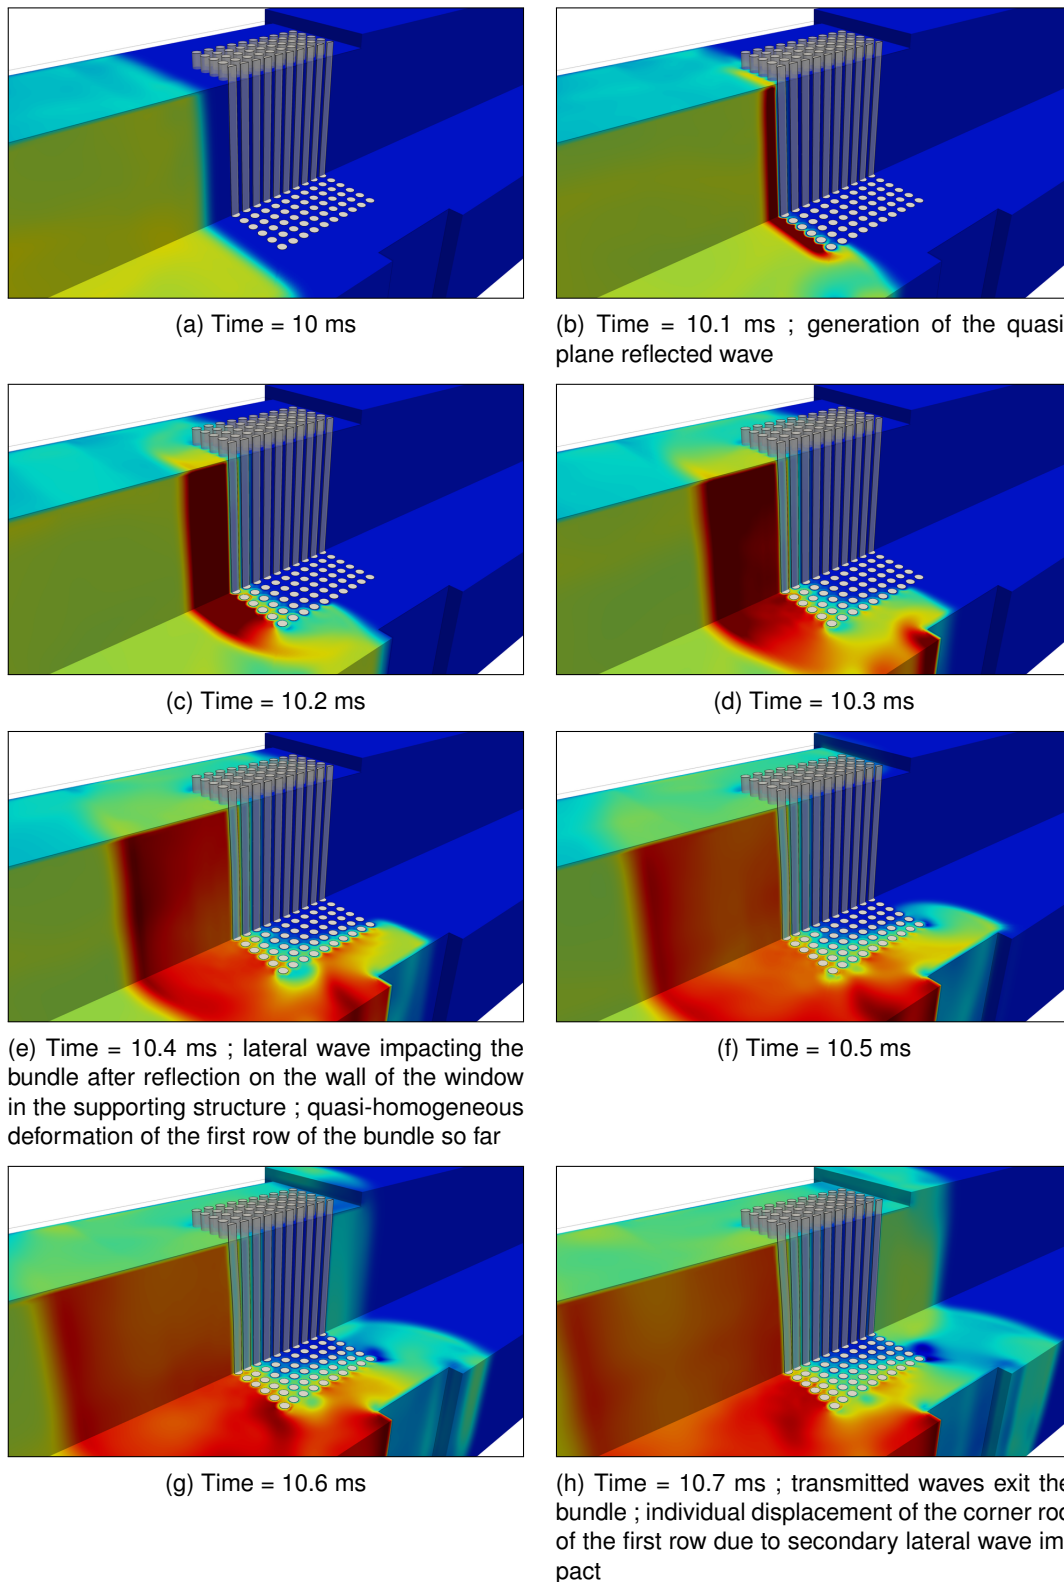 (a) Time = 10 ms
(b) Time = 10.1 ms ; generation of the quasi
plane reflected wave
(c) Time = 10.2 ms
(d) Time = 10.3 ms
(e) Time = 10.4 ms ; lateral wave impacting the
bundle after reflection on the wall of the window
in the supporting structure ; quasi-homogeneous
deformation of the first row of the bundle so far
(f) Time = 10.5 ms
(g) Time = 10.6 ms
(h) Time = 10.7 ms ; transmitted waves exit the
bundle ; individual displacement of the corner rod
of the first row due to secondary lateral wave im-
pact